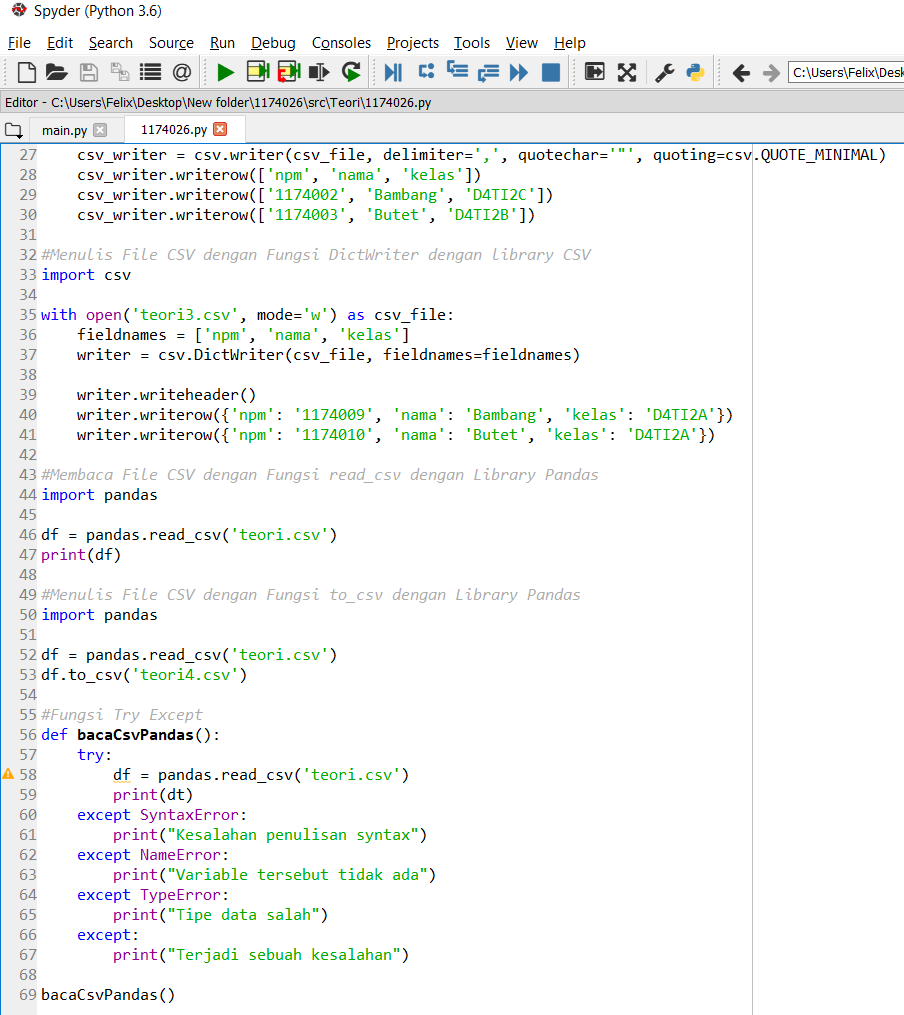 Spyder (Python 3.6)
File Edit Search Source Run Debug Consoles Projects Tools View Help
C:\Users\Felix\Desk
Editor - C:\Users\Felix\Desktop\New folder\1174026\src\Teori\1174026.py
main.py 1174026.py
27     csv_writer = csv.writer(csv_file, delimiter=',', quotechar='"', quoting=csv.QUOTE_MINIMAL)
28     csv_writer.writerow(['npm', 'nama', 'kelas'])
29     csv_writer.writerow(['1174002', 'Bambang', 'D4TI2C'])
30     csv_writer.writerow(['1174003', 'Butet', 'D4TI2B'])
31
32 #Menulis File CSV dengan Fungsi DictWriter dengan library CSV
33 import csv
34
35 with open('teori3.csv', mode='w') as csv_file:
36     fieldnames = ['npm', 'nama', 'kelas']
37     writer = csv.DictWriter(csv_file, fieldnames=fieldnames)
38
39     writer.writeheader()
40     writer.writerow({'npm': '1174009', 'nama': 'Bambang', 'kelas': 'D4TI2A'})
41     writer.writerow({'npm': '1174010', 'nama': 'Butet', 'kelas': 'D4TI2A'})
42
43 #Membaca File CSV dengan Fungsi read_csv dengan Library Pandas
44 import pandas
45
46 df = pandas.read_csv('teori.csv')
47 print(df)
48
49 #Menulis File CSV dengan Fungsi to_csv dengan Library Pandas
50 import pandas
51
52 df = pandas.read_csv('teori.csv')
53 df.to_csv('teori4.csv')
54
55 #Fungsi Try Except
56 def bacaCsvPandas():
57     try:
58         df = pandas.read_csv('teori.csv')
59         print(dt)
60     except SyntaxError:
61         print("Kesalahan penulisan syntax")
62     except NameError:
63         print("Variable tersebut tidak ada")
64     except TypeError:
65         print("Tipe data salah")
66     except:
67         print("Terjadi sebuah kesalahan")
68
69 bacaCsvPandas()